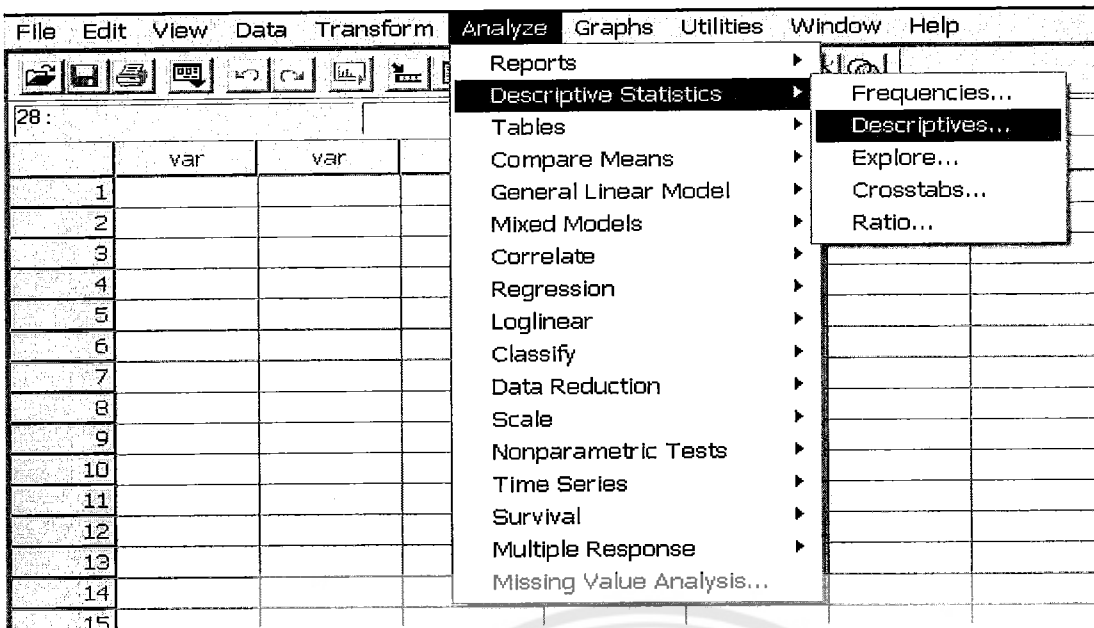 File Edit View Data Transform Analyze Graphs Utilities Window Help
28 :
var var
1
2
3
4
5
6
7
8
9
10
11
12
13
14
15
Reports
Descriptive Statistics
Tables
Compare Means
General Linear Model
Mixed Models
Correlate
Regression
Loglinear
Classify
Data Reduction
Scale
Nonparametric Tests
Time Series
Survival
Multiple Response
Missing Value Analysis...
Frequencies...
Descriptives...
Explore...
Crosstabs...
Ratio...